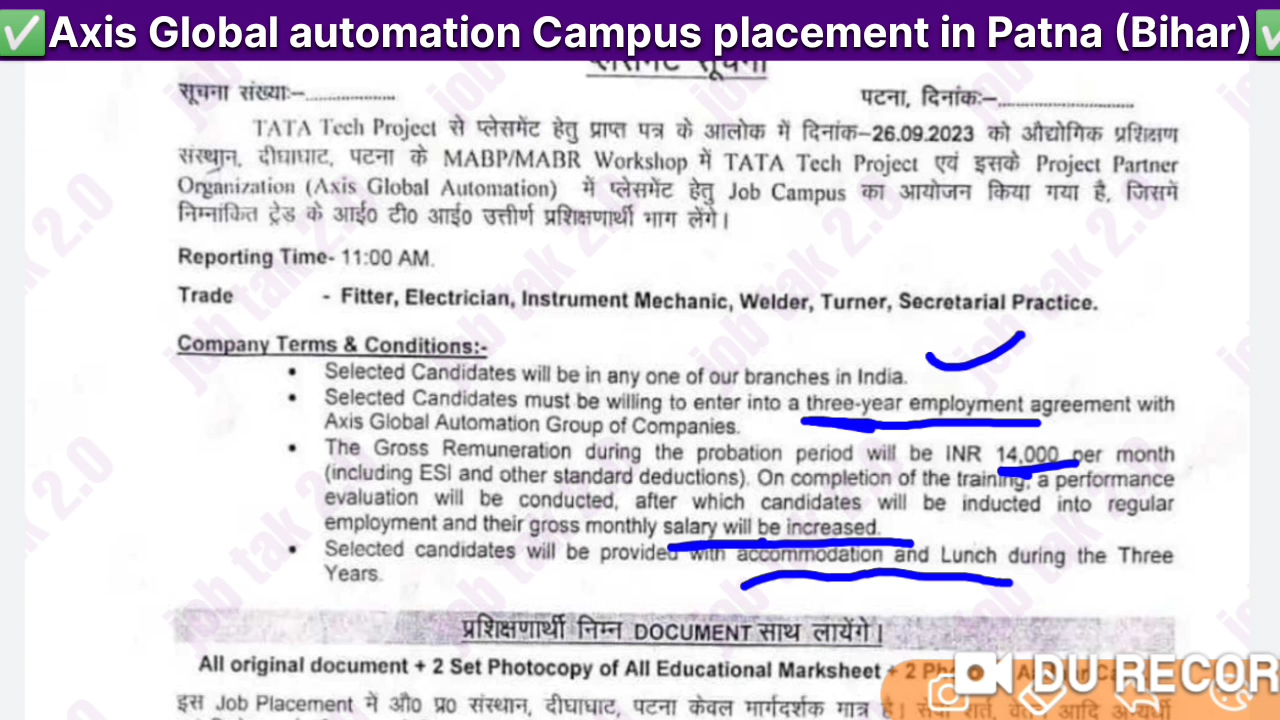 ✅Axis Global automation Campus placement in Patna (Bihar)✅
प्लेसमेंट सूचना
सूचना संख्याः-.................... पटना, दिनांकः-..............................
TATA Tech Project से प्लेसमेंट हेतु प्राप्त पत्र के आलोक में दिनांक-26.09.2023 को औद्योगिक प्रशिक्षण
संस्थान, दीघाघाट, पटना के MABP/MABR Workshop में TATA Tech Project एवं इसके Project Partner
Organization (Axis Global Automation) में प्लेसमेंट हेतु Job Campus का आयोजन किया गया है, जिसमें
निम्नांकित ट्रेड के आई० टी० आई० उत्तीर्ण प्रशिक्षणार्थी भाग लेंगे।
Reporting Time- 11:00 AM.
Trade - Fitter, Electrician, Instrument Mechanic, Welder, Turner, Secretarial Practice.
Company Terms & Conditions:-
• Selected Candidates will be in any one of our branches in India.
• Selected Candidates must be willing to enter into a three-year employment agreement with
Axis Global Automation Group of Companies.
• The Gross Remuneration during the probation period will be INR 14,000 per month
(including ESI and other standard deductions). On completion of the training, a performance
evaluation will be conducted, after which candidates will be inducted into regular
employment and their gross monthly salary will be increased.
• Selected candidates will be provided with accommodation and Lunch during the Three
Years.
प्रशिक्षणार्थी निम्न DOCUMENT साथ लायेंगे।
All original document + 2 Set Photocopy of All Educational Marksheet + 2
DU RECOR
इस Job Placement में औ० प्र० संस्थान, दीघाघाट, पटना केवल मार्गदर्शक मात्र है।
job tak 2.0